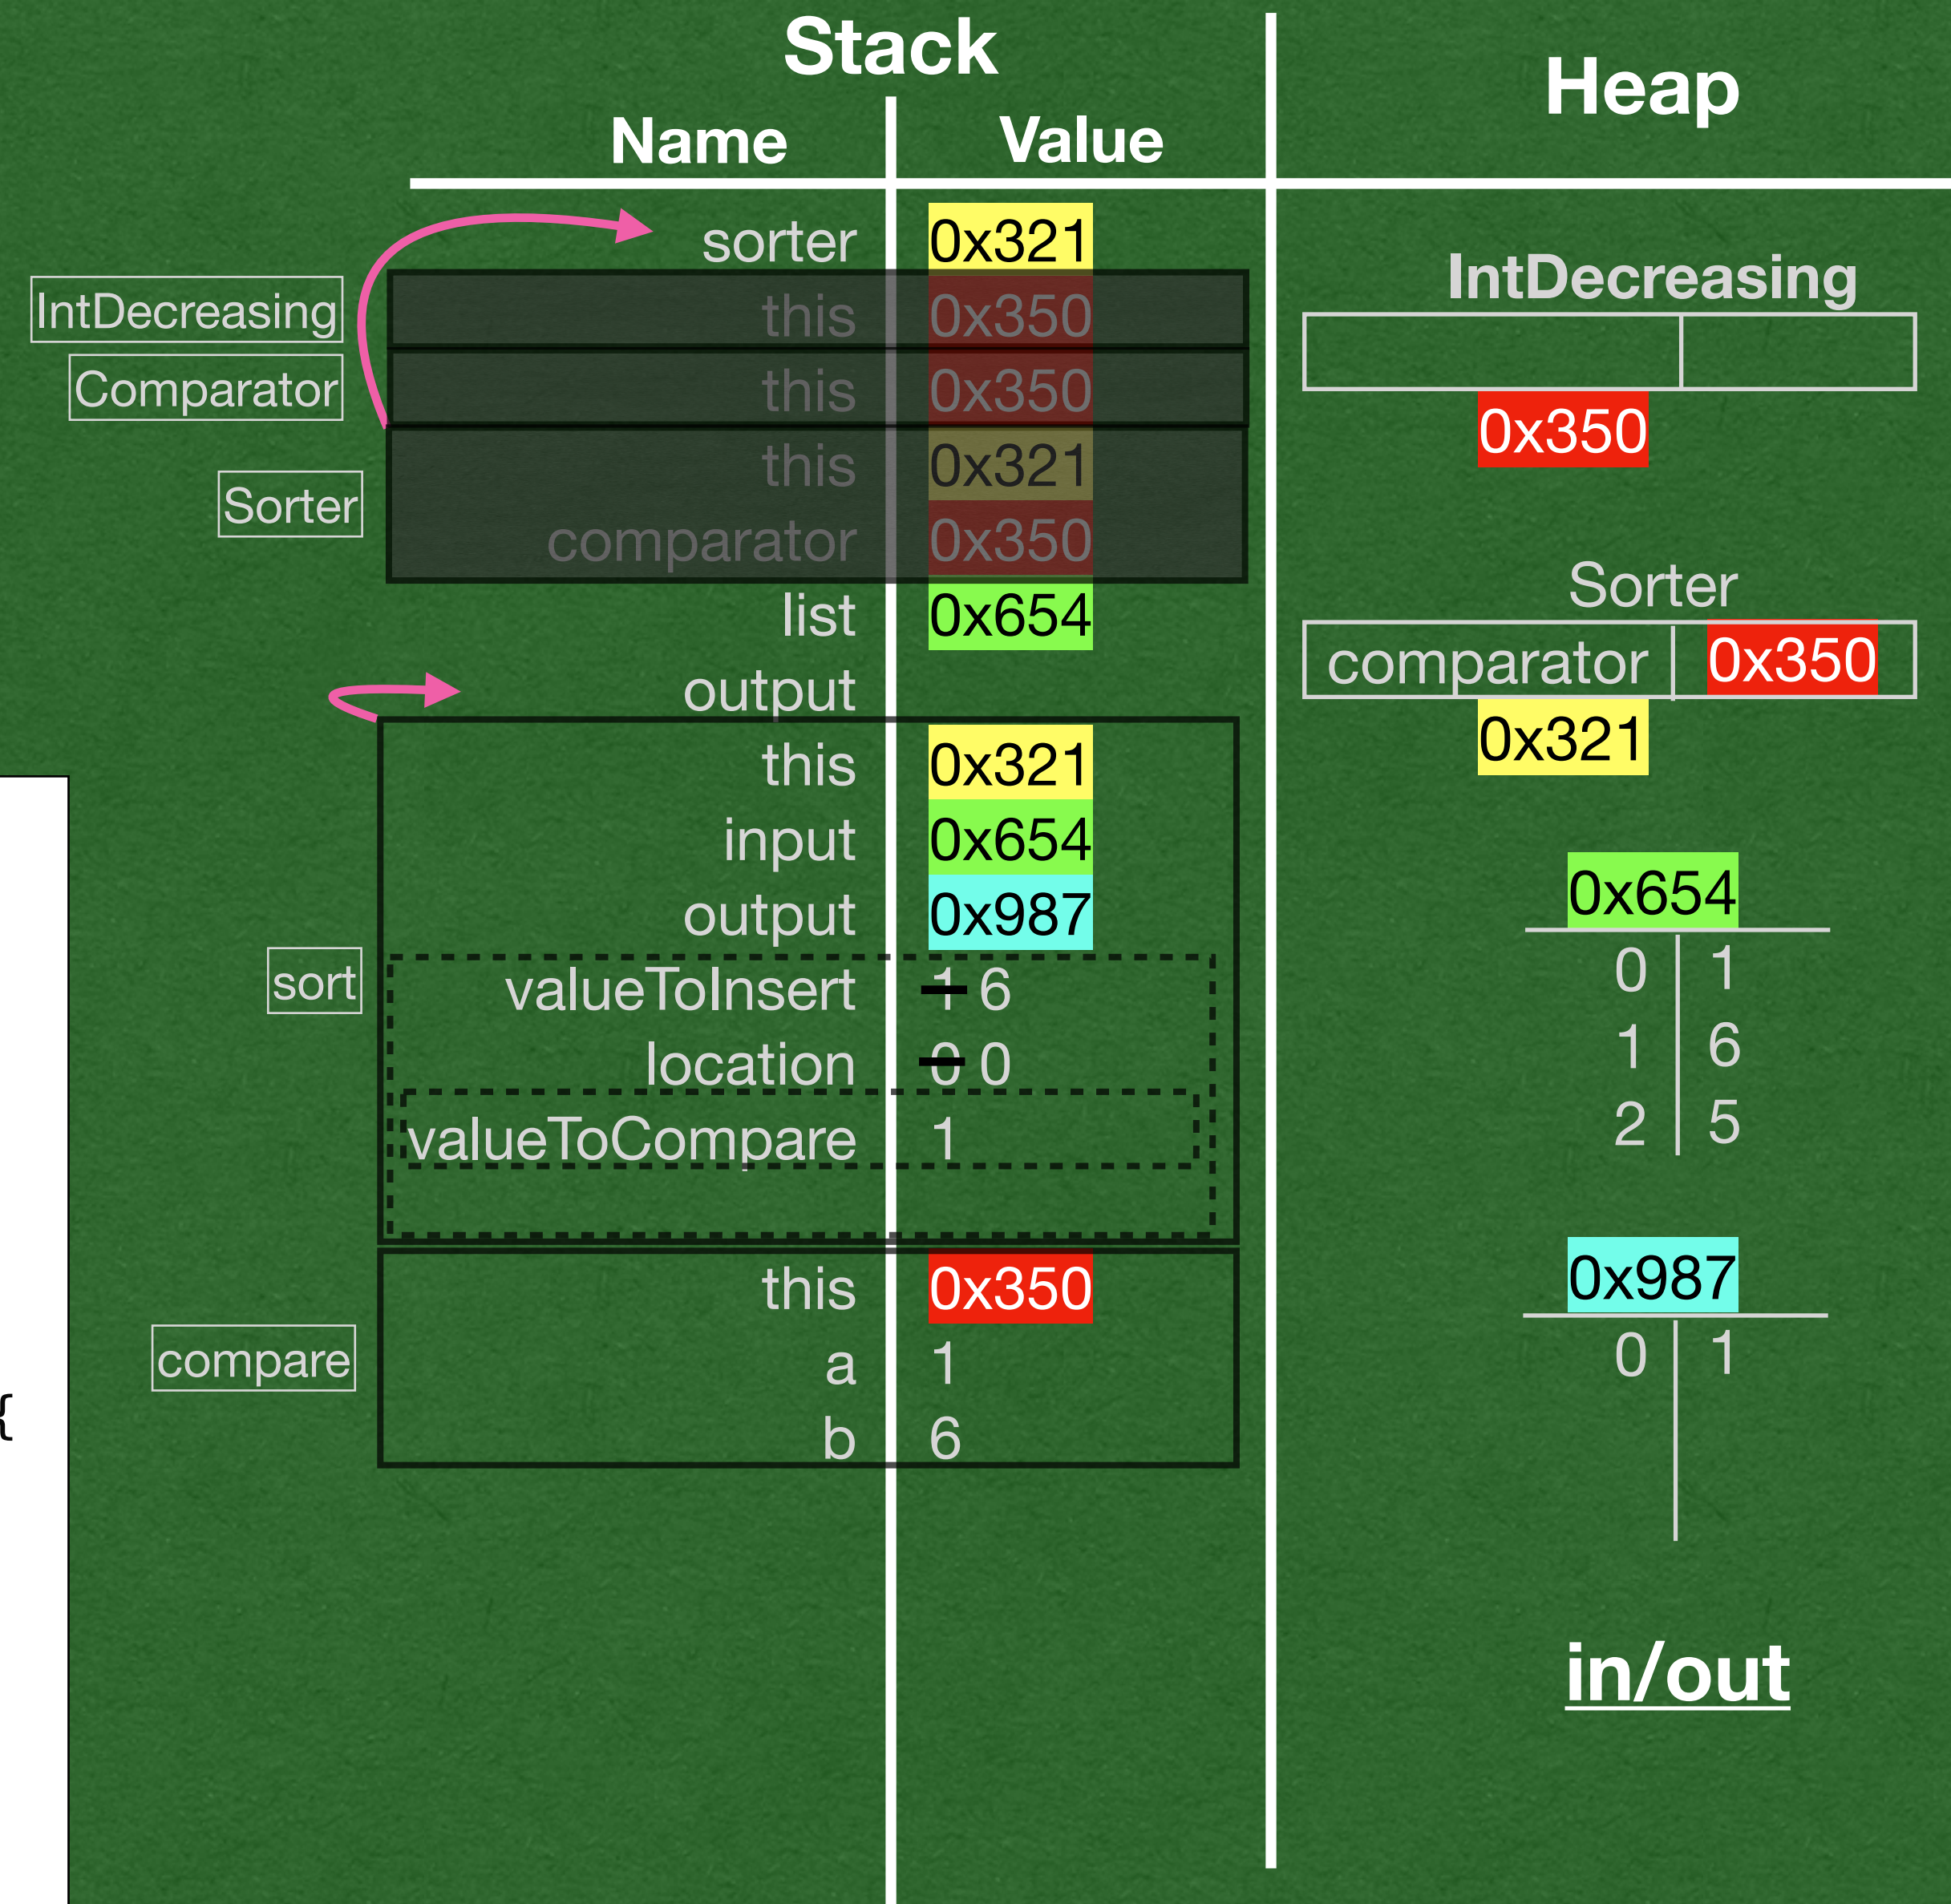 Stack
Heap
Name Value
sorter 0x321
IntDecreasing this 0x350
Comparator this 0x350
this 0x321
Sorter
comparator 0x350
list 0x654
output
this 0x321
input 0x654
output 0x987
sort
valueToInsert 1 6
location 0 0
valueToCompare 1
this 0x350
compare
a 1
b 6
IntDecreasing
0x350
Sorter
comparator 0x350
0x321
0x654
0 1
1 6
2 5
0x987
0 1
in/out
{